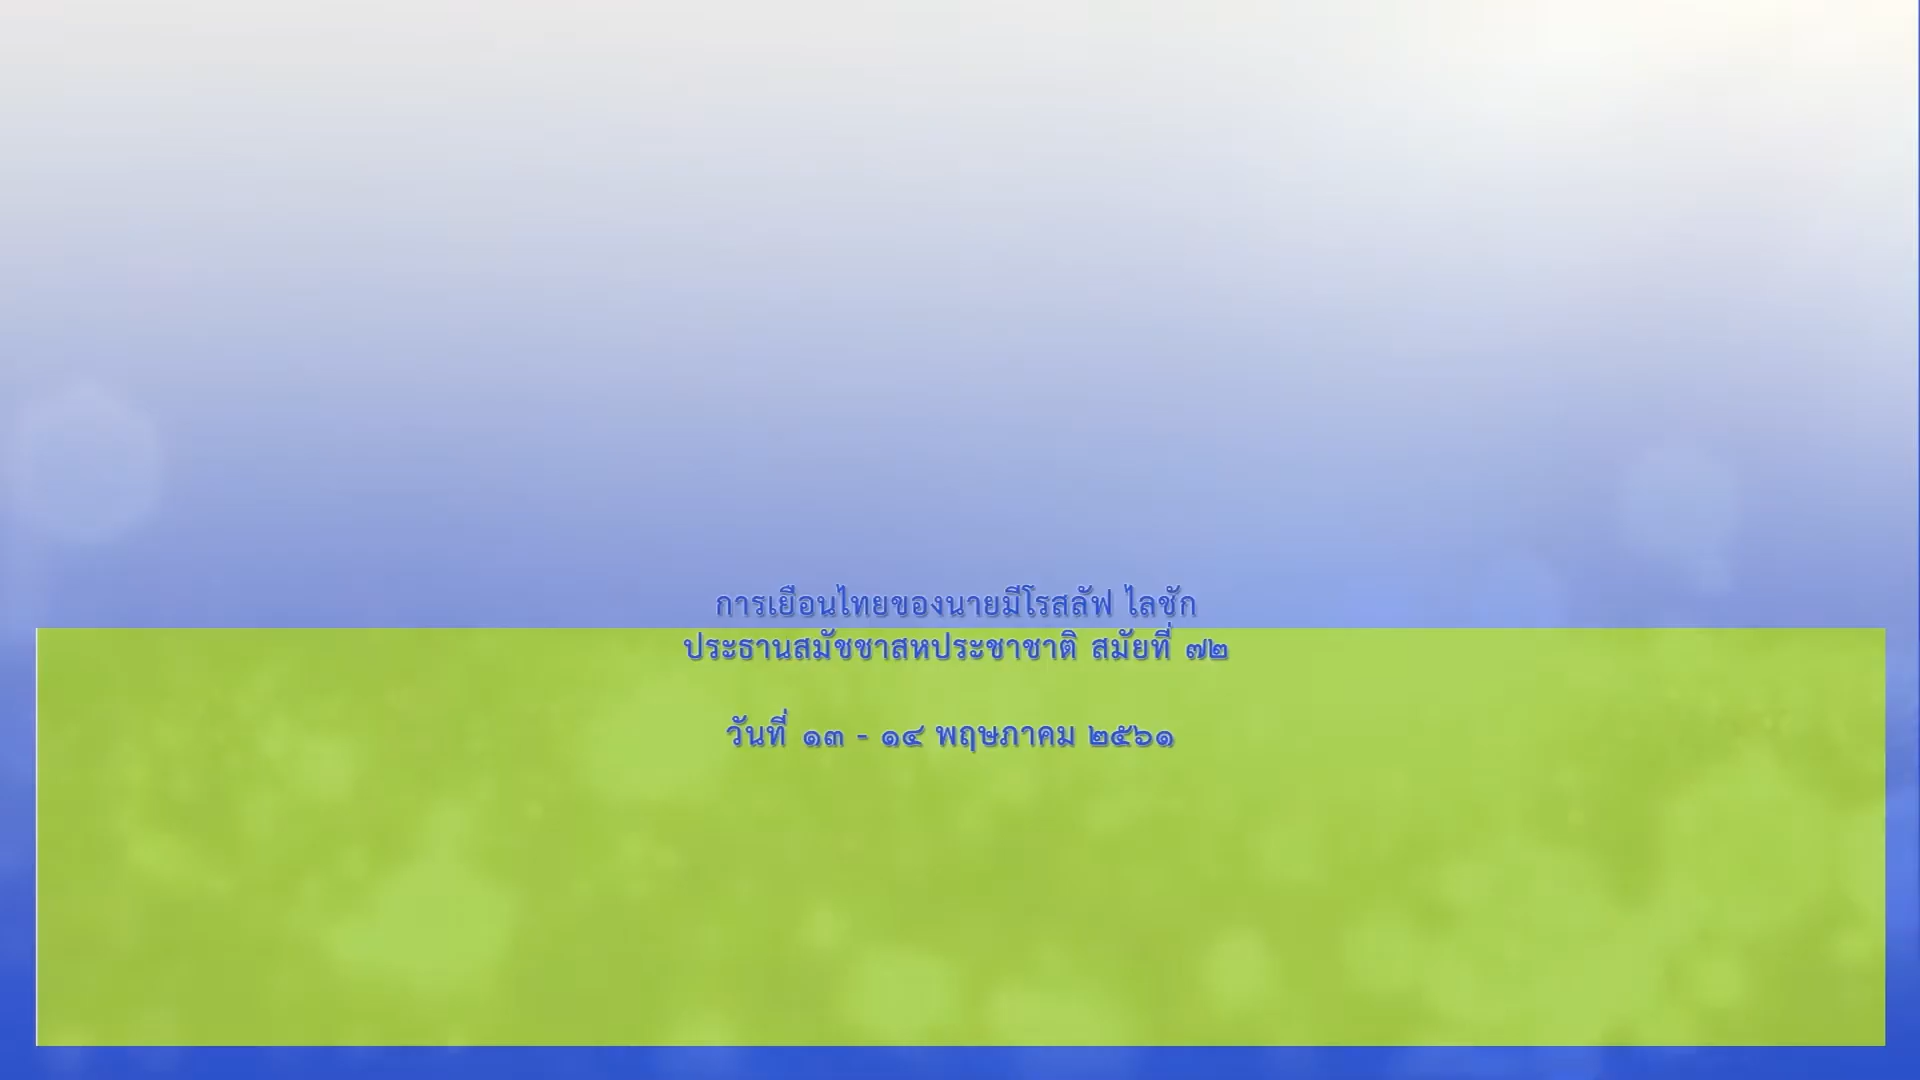 การเยือนไทยของนายมีโรสลัฟ ไลชัก
ประธานสมัชชาสหประชาชาติ สมัยที่ ๗๒
วันที่ ๑๓ - ๑๔ พฤษภาคม ๒๕๖๑